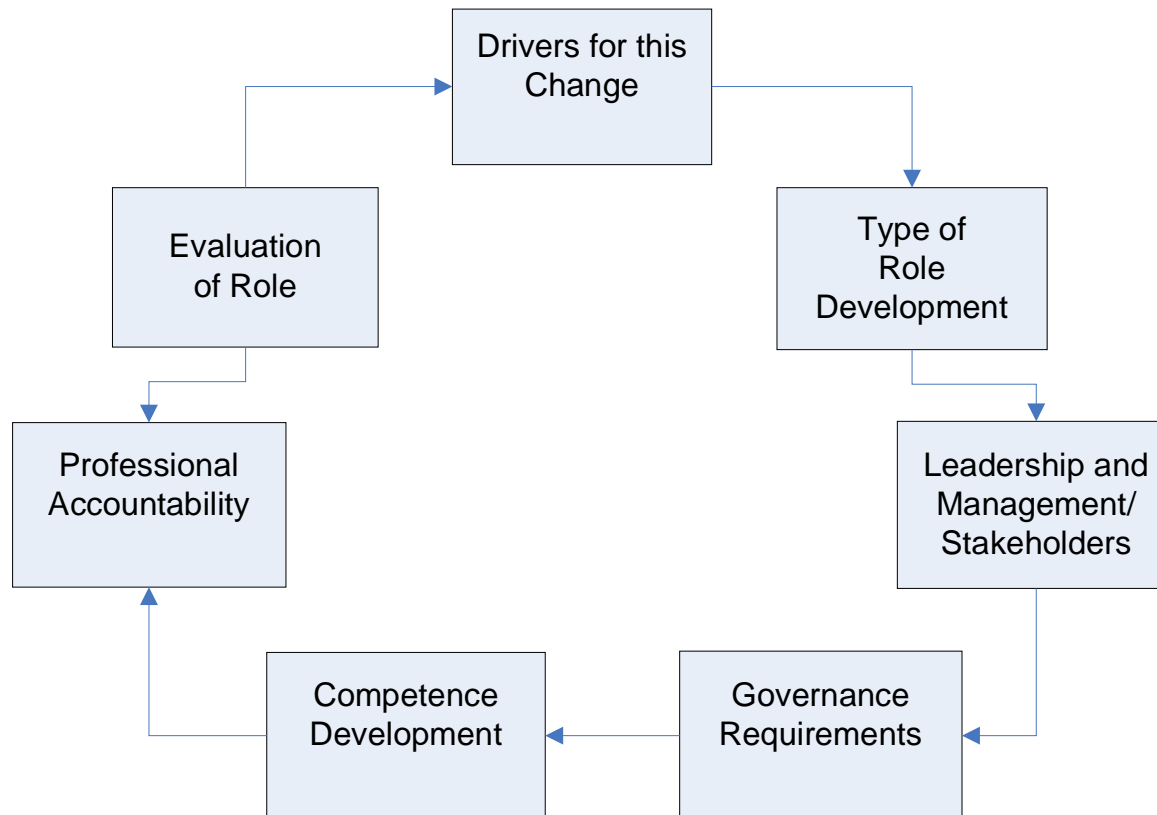 Drivers for this
Change
Evaluation
of Role
Type of
Role
Development
Professional
Accountability
Leadership and
Management/
Stakeholders
Competence
Development
Governance
Requirements